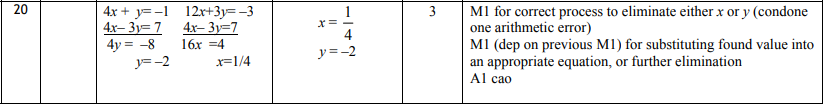 20
4x + y= –1 12x+3y= –3
4x– 3y= 7 4x– 3y=7
4y = –8 16x =4
y= –2 x=1/4
x = 1/4
y = –2
3
M1 for correct process to eliminate either x or y (condone
one arithmetic error)
M1 (dep on previous M1) for substituting found value into
an appropriate equation, or further elimination
A1 cao